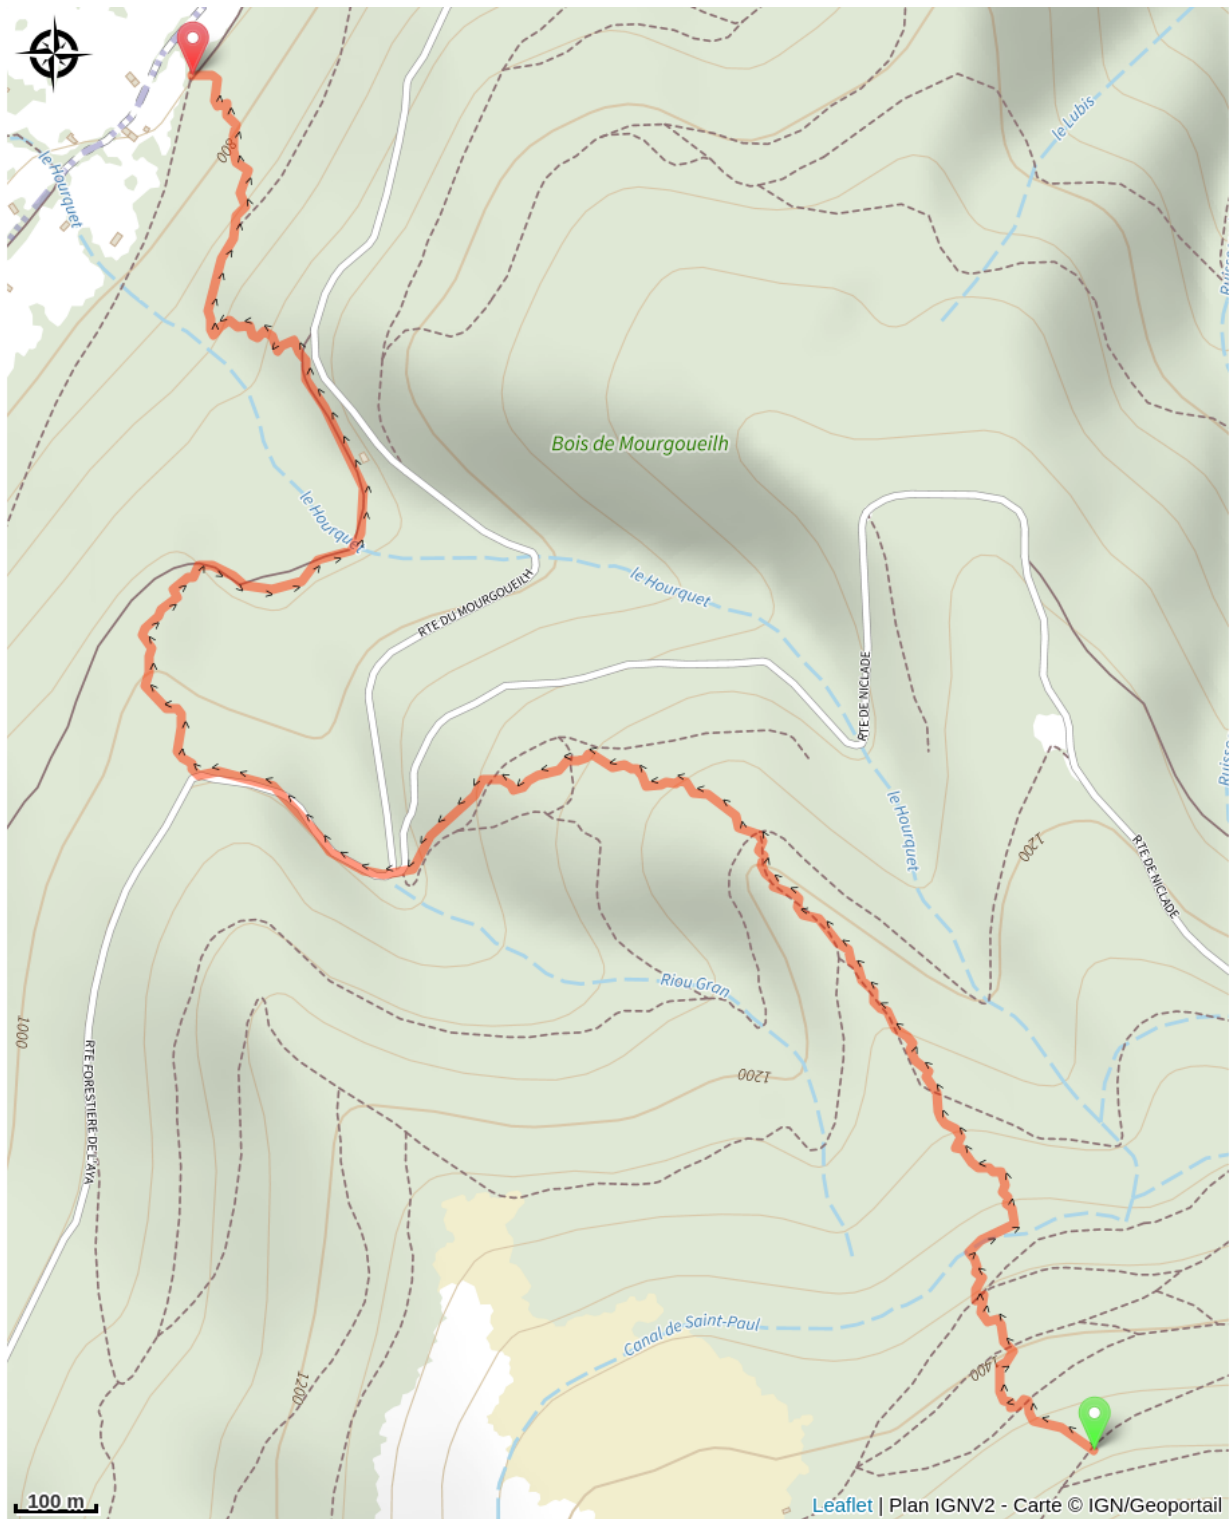 le Lubis
800
le Hourquet
Ruisse
Bois de Mourgoueilh
le Hourquet
le Hourquet
RTE DU MOURGOUEILH
RTE DE NICLADE
Ruisse
le Hourquet
1200
RTE DE NICLADE
Riou Gran
1000
1200
RTE FORESTIERE DE L'AYA
Canal de Saint-Paul
1400
1200
100 m
Leaflet | Plan IGNV2 - Carte © IGN/Geoportail